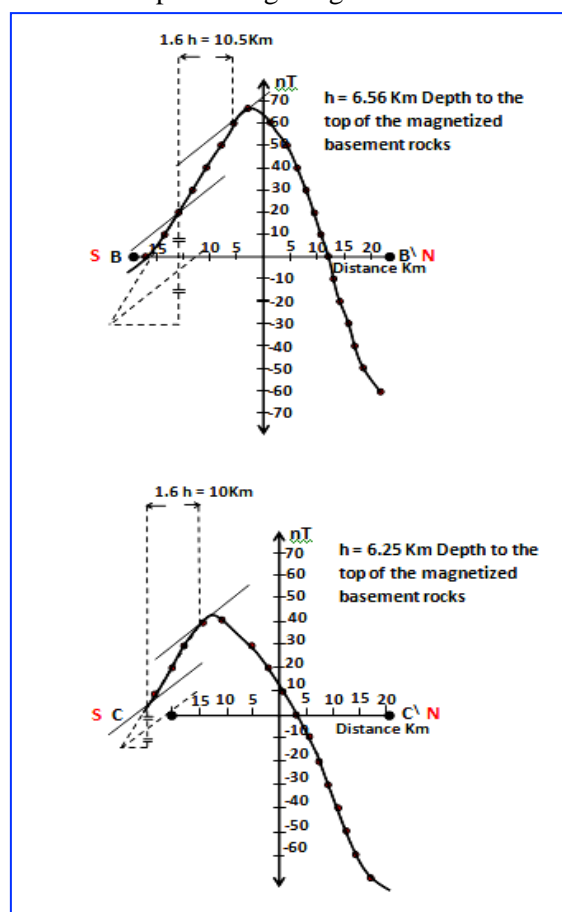 1.6 h = 10.5Km
nT
h = 6.56 Km Depth to the
top of the magnetized
basement rocks
70
60
50
40
30
20
10
S B 15 10 5 5 10 15 20 B\ N
Distance Km
-10
-20
-30
-40
-50
-60
-70
1.6 h = 10Km
nT
h = 6.25 Km Depth to the
top of the magnetized
basement rocks
70
60
50
40
30
20
10
S C 15 10 5 5 10 15 20 C\ N
Distance Km
-10
-20
-30
-40
-50
-60